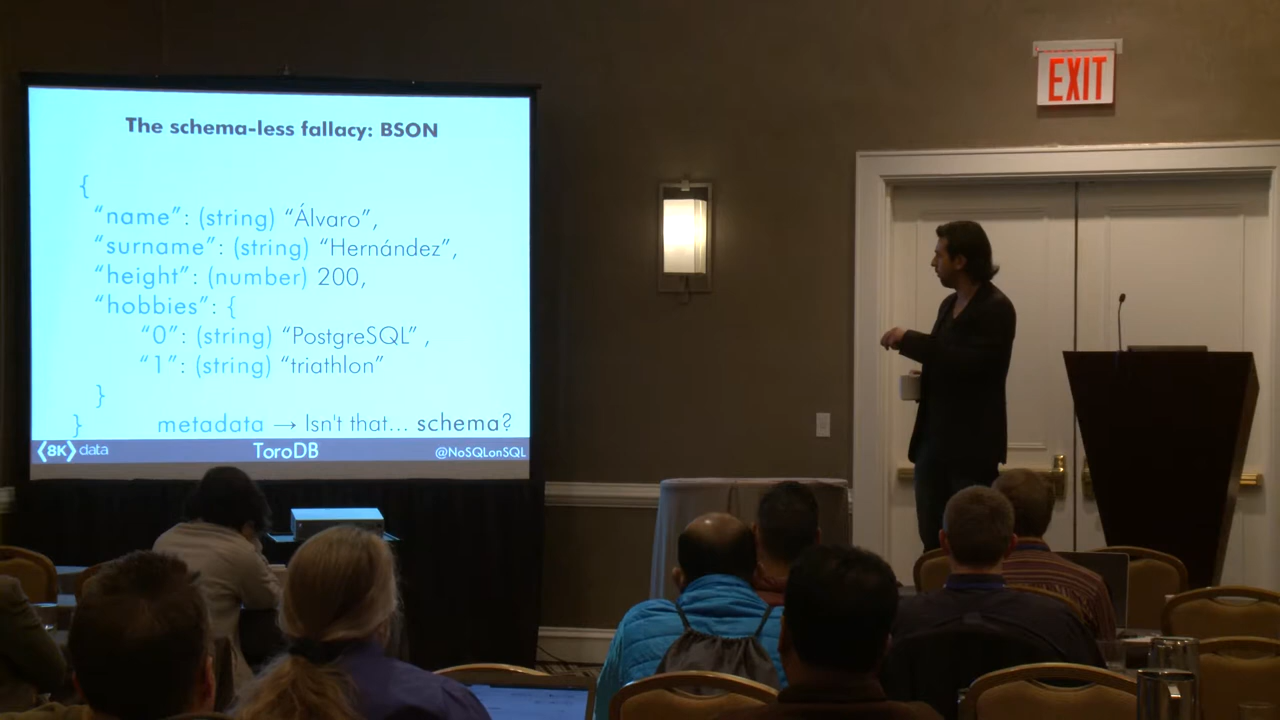 The schema-less fallacy: BSON
{
“name”: (string) “Álvaro”,
“surname”: (string) “Hernández”,
“height”: (number) 200,
“hobbies”: {
“0”: (string) “PostgreSQL” ,
“1”: (string) “triathlon”
}
} metadata → Isn't that... schema?
⟨8K⟩data ToroDB @NoSQLonSQL
EXIT